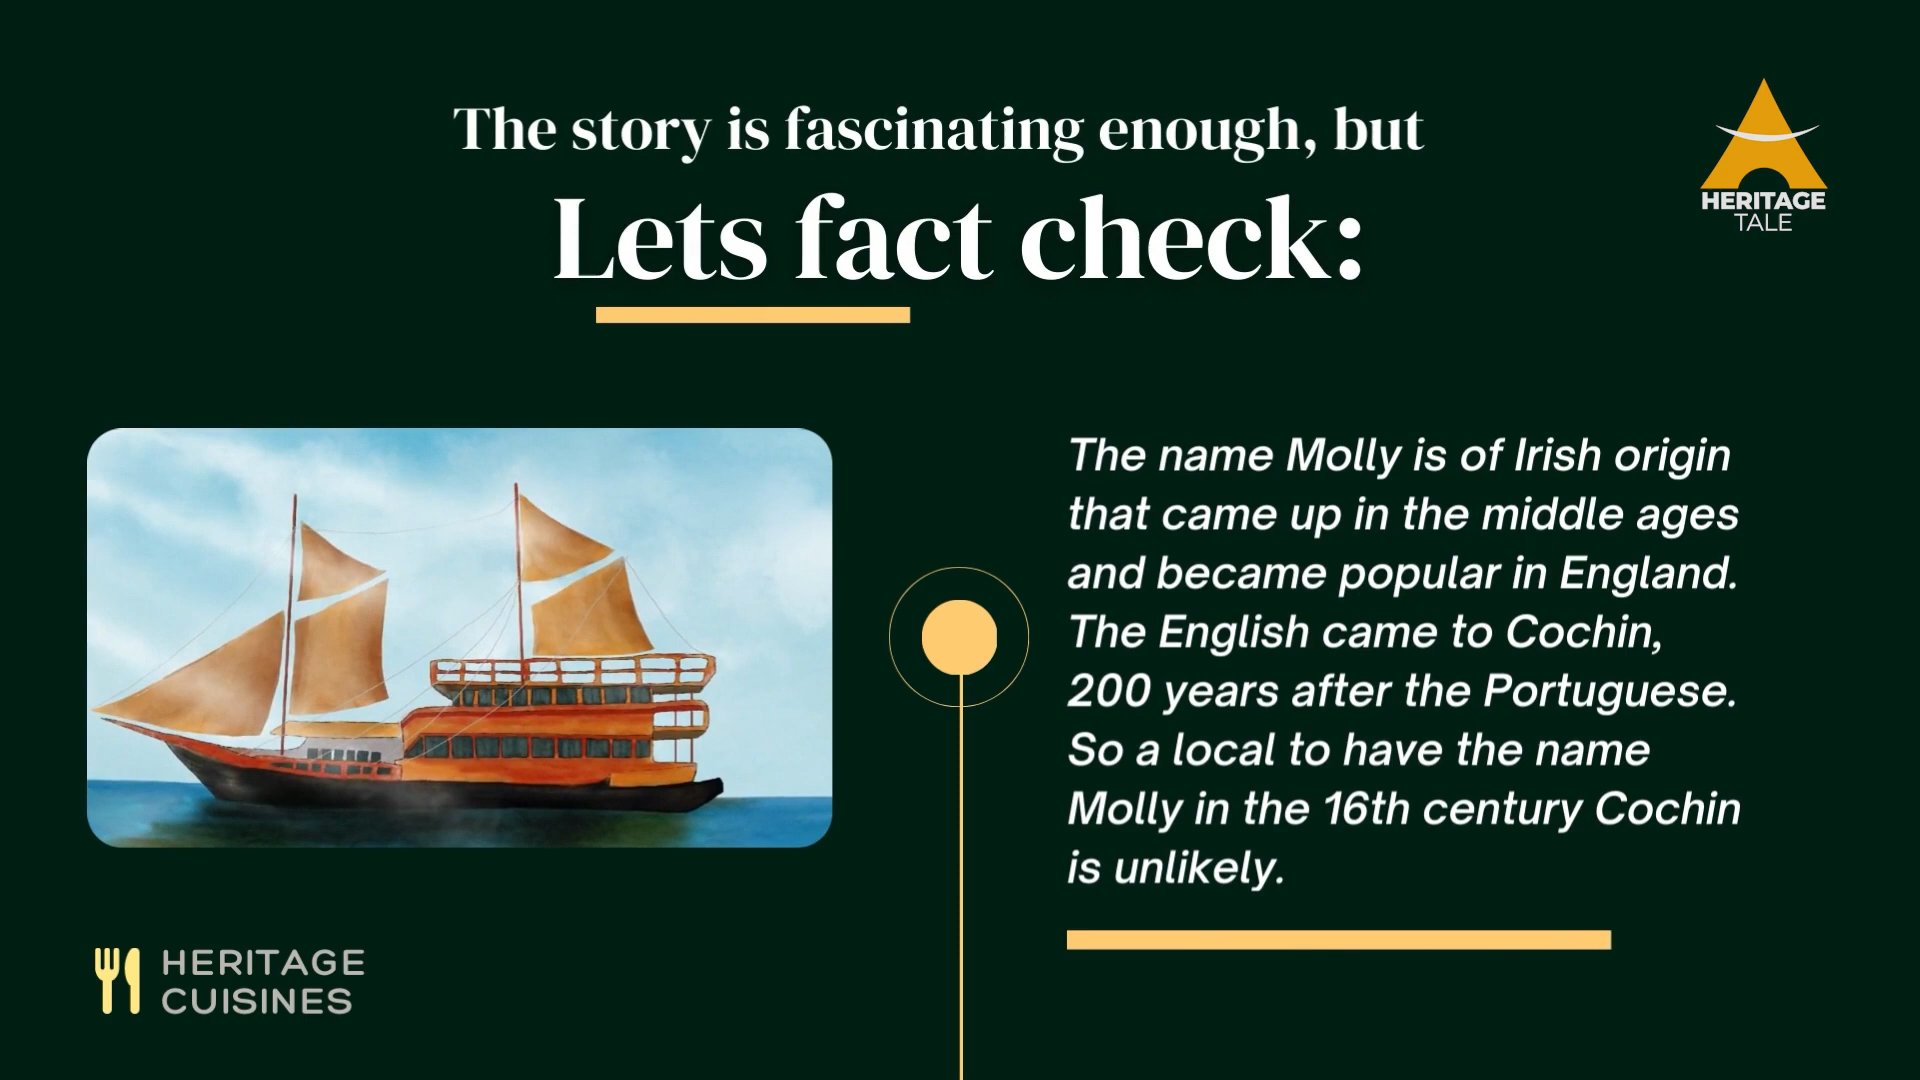 The story is fascinating enough, but
Lets fact check:
HERITAGE
TALE
The name Molly is of Irish origin
that came up in the middle ages
and became popular in England.
The English came to Cochin,
200 years after the Portuguese.
So a local to have the name
Molly in the 16th century Cochin
is unlikely.
HERITAGE
CUISINES